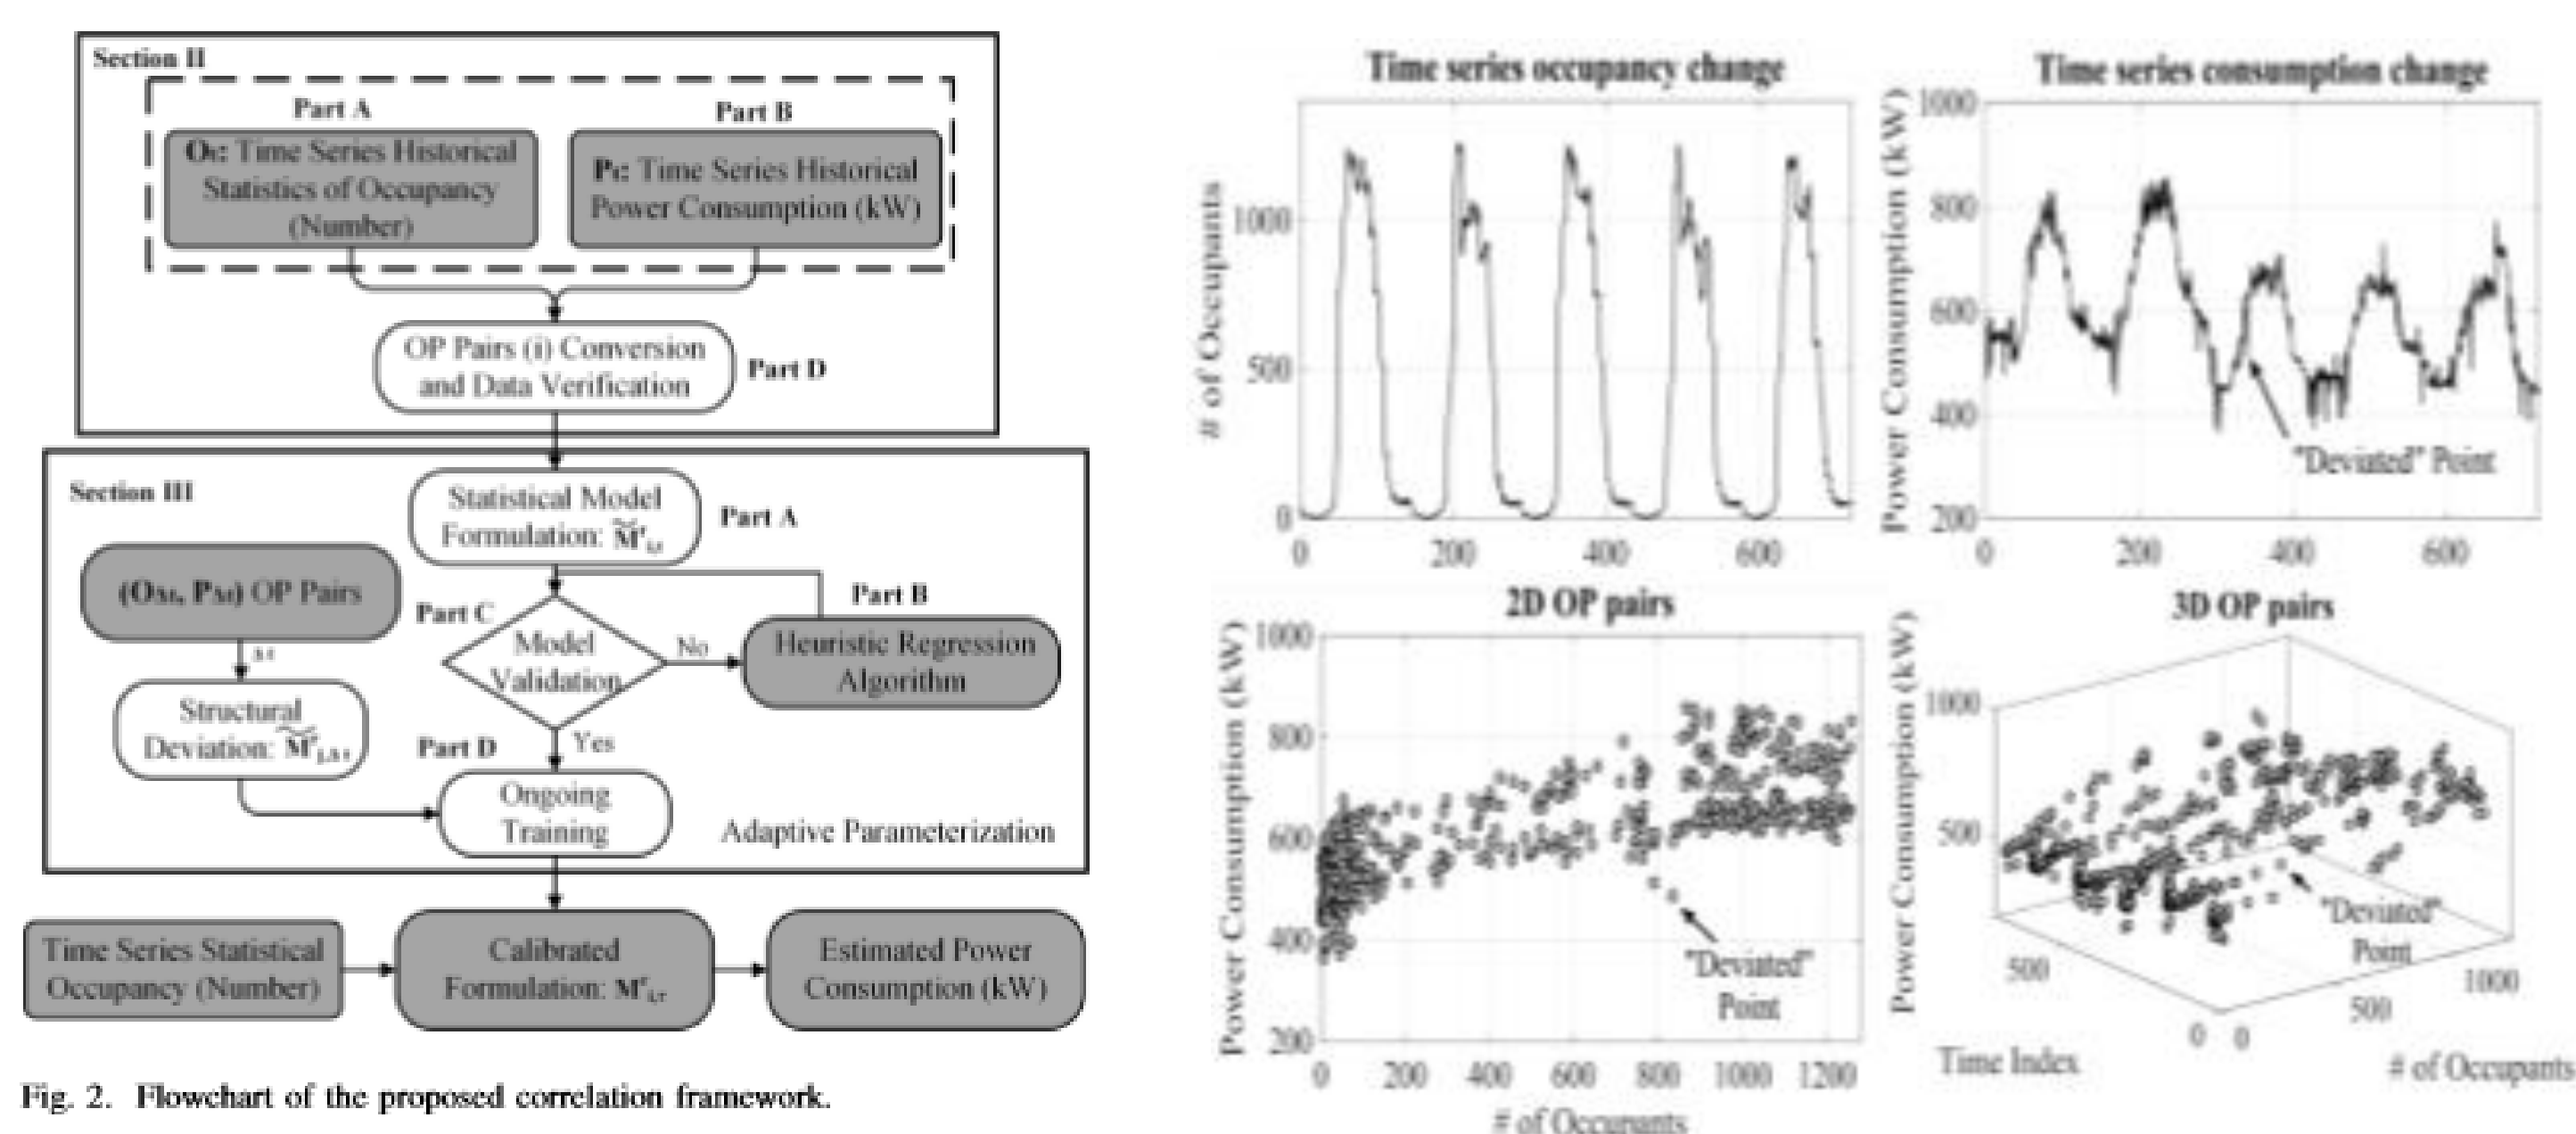 Section II
Part A
Part B
Ot: Time Series Historical
Statistics of Occupancy
(Number)
Pt: Time Series Historical
Power Consumption (kW)
OP Pairs (i) Conversion
and Data Verification
Part D
Section III
Statistical Model
Formulation: M̃ʳi,t
Part A
(OΔt, PΔt) OP Pairs
Δt
Part C
Part B
Model
Validation
No
Heuristic Regression
Algorithm
Structural
Deviation: M̃ʳi,Δt
Part D
Yes
Ongoing
Training
Adaptive Parameterization
Time Series Statistical
Occupancy (Number)
Calibrated
Formulation: Mʳi,t
Estimated Power
Consumption (kW)
Fig. 2. Flowchart of the proposed correlation framework.
Time series occupancy change
# of Occupants
1000
500
0
0 200 400 600
Time series consumption change
Power Consumption (kW)
1000
800
600
400
200
0 200 400 600
"Deviated" Point
2D OP pairs
Power Consumption (kW)
1000
800
600
400
200
0 200 400 600 800 1000 1200
# of Occupants
"Deviated"
Point
3D OP pairs
Power Consumption (kW)
1000
500
"Deviated"
Point
500
0
Time Index
0
500
1000
# of Occupants